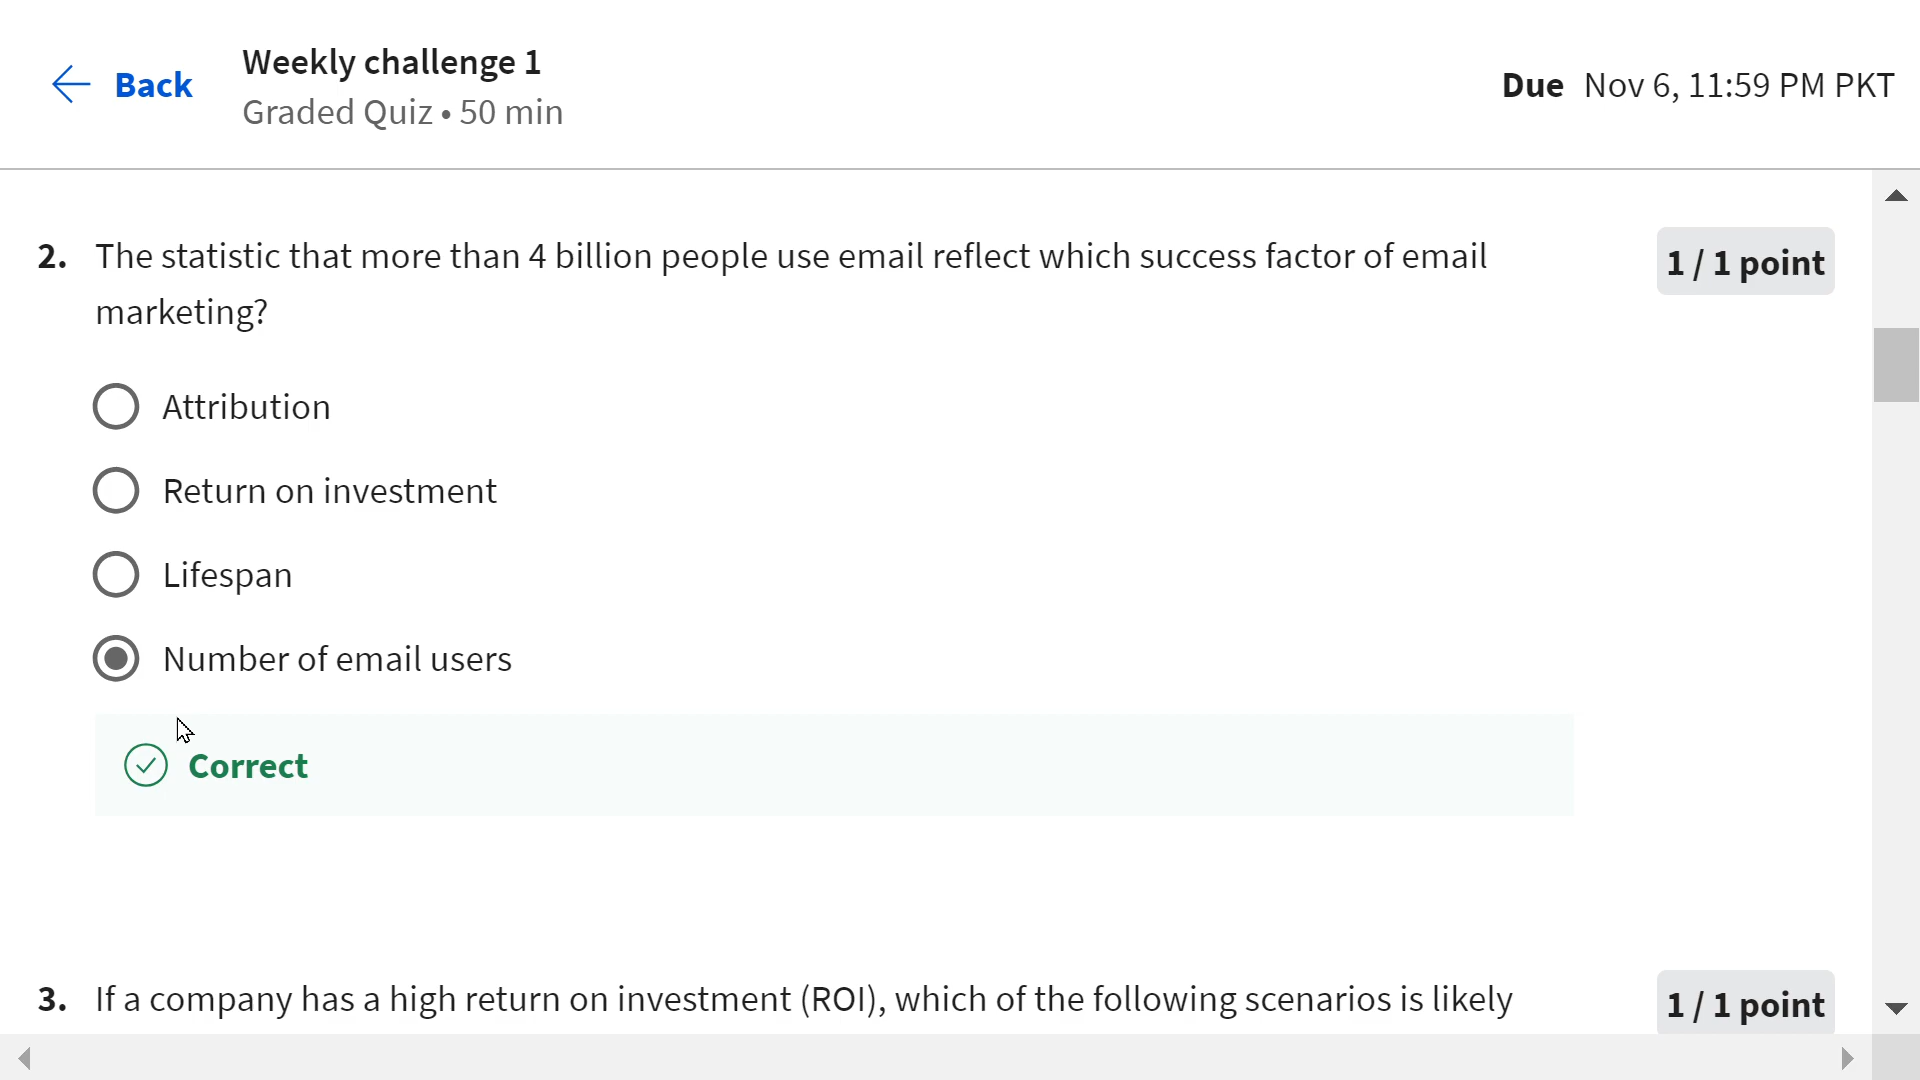 Back
Weekly challenge 1
Graded Quiz • 50 min
Due Nov 6, 11:59 PM PKT
2. The statistic that more than 4 billion people use email reflect which success factor of email
marketing?
1 / 1 point
Attribution
Return on investment
Lifespan
Number of email users
Correct
3. If a company has a high return on investment (ROI), which of the following scenarios is likely
1 / 1 point